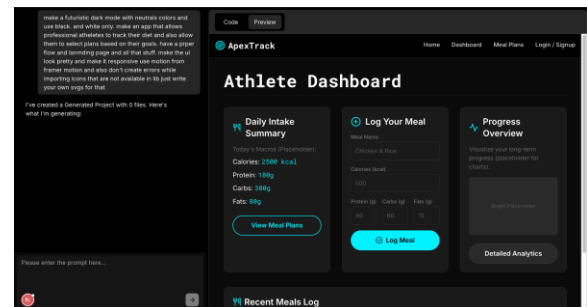 make a futuristic dark mode with neutrals colors and
use black. and white only. make an app that allows
professional atheletes to track their diet and also allow
them to select plans based on their goals. have a prper
flow and lanmding page and all that stuff. make the ui
look pretty and make it responsive use motion from
framer motion and also don't create errors while
importing icons that are not available in lib just write
your own svgs for that
I've created a Generated Project with 0 files. Here's
what I'm generating:
Please enter the prompt here...
Code Preview
ApexTrack
Home Dashboard Meal Plans Login / Signup
Athlete Dashboard
Daily Intake
Summary
Today's Macros (Placeholder):
Calories: 2500 kcal
Protein: 180g
Carbs: 300g
Fats: 80g
View Meal Plans
Log Your Meal
Meal Name
Chicken & Rice
Calories (kcal)
500
Protein (g) Carbs (g) Fats (g)
40 60 15
Log Meal
Progress
Overview
Visualize your long-term
progress (placeholder for
charts).
Graph Placeholder
Detailed Analytics
Recent Meals Log